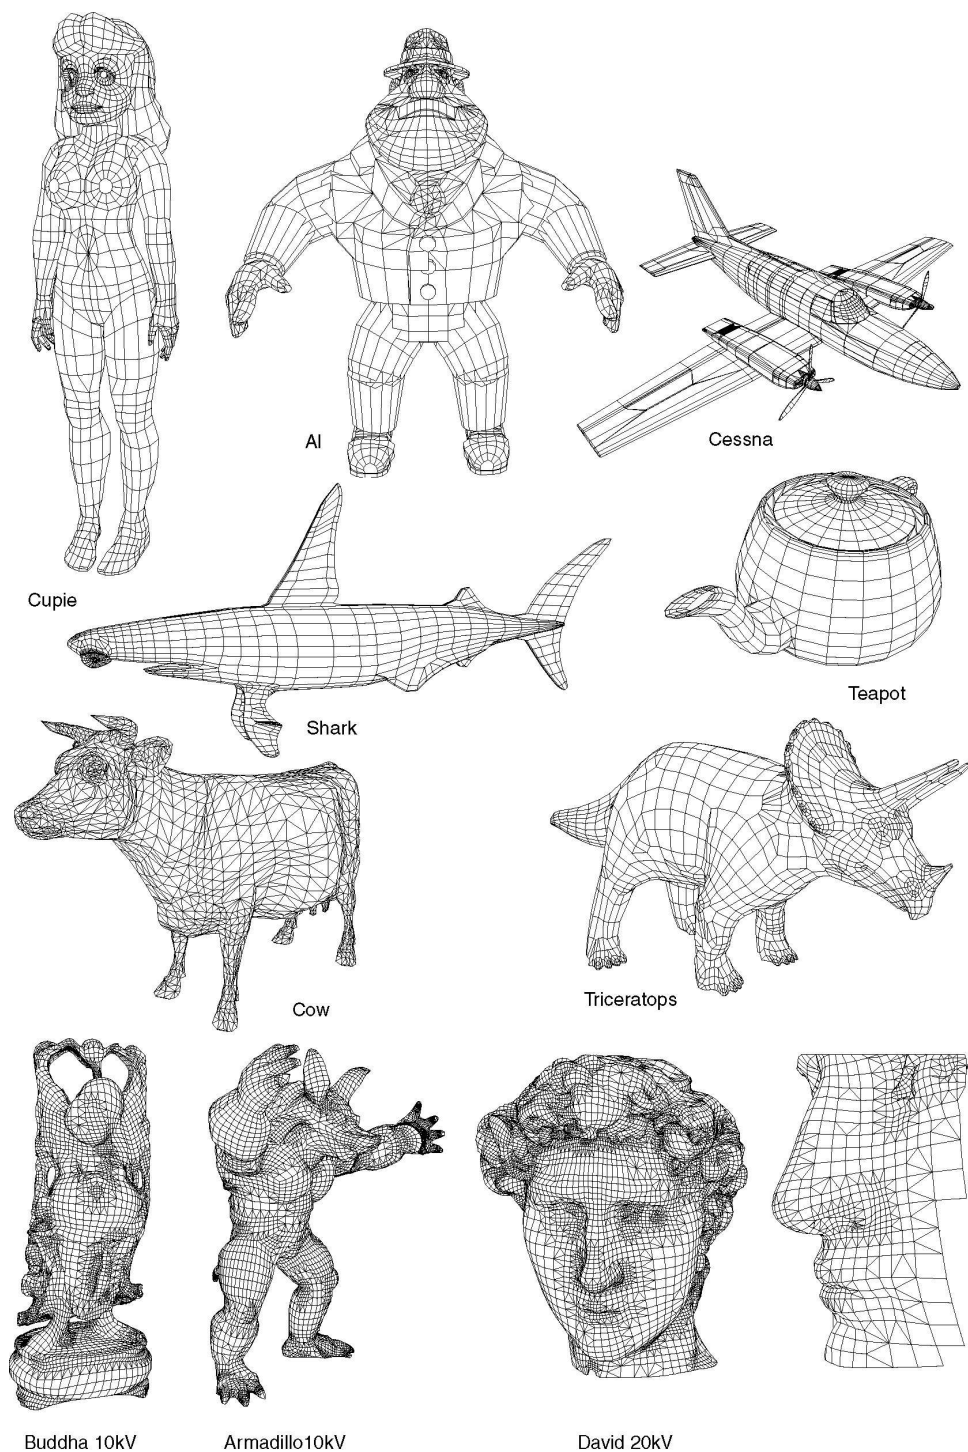 Al
Cessna
Cupie
Shark
Teapot
Cow
Triceratops
Buddha 10kV
Armadillo10kV
David 20kV